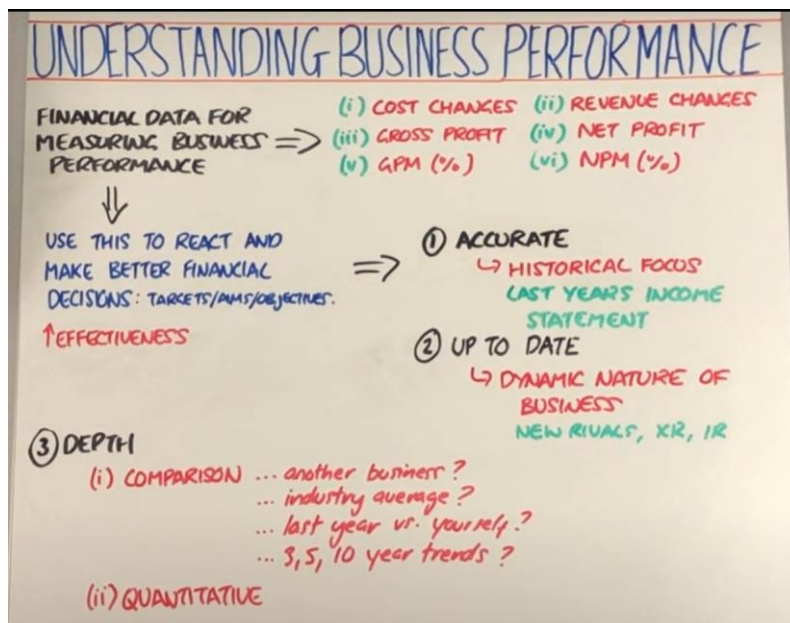 UNDERSTANDING BUSINESS PERFORMANCE
FINANCIAL DATA FOR
MEASURING BUSINESS =>
PERFORMANCE
(i) COST CHANGES (ii) REVENUE CHANGES
(iii) GROSS PROFIT (iv) NET PROFIT
(v) GPM (%) (vi) NPM (%)
⇓
USE THIS TO REACT AND
MAKE BETTER FINANCIAL =>
DECISIONS: TARGETS/AIMS/OBJECTIVES.
↑EFFECTIVENESS
① ACCURATE
↳ HISTORICAL FOCUS
LAST YEARS INCOME
STATEMENT
② UP TO DATE
↳ DYNAMIC NATURE OF
BUSINESS
NEW RIVALS, XR, IR
③ DEPTH
(i) COMPARISON ... another business?
... industry average?
... last year vs. yourself?
... 3, 5, 10 year trends?
(ii) QUANTITATIVE